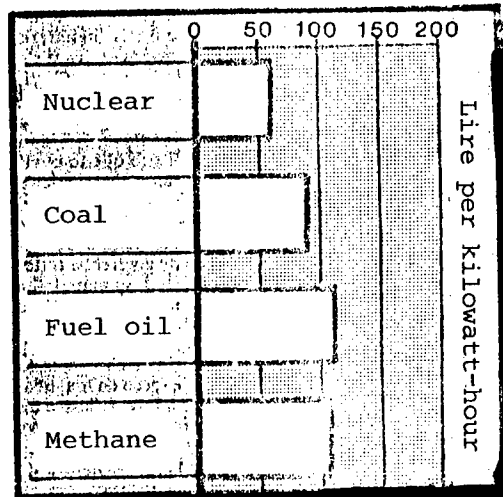 0 50 100 150 200
Nuclear
Coal
Fuel oil
Methane
Lire per kilowatt-hour